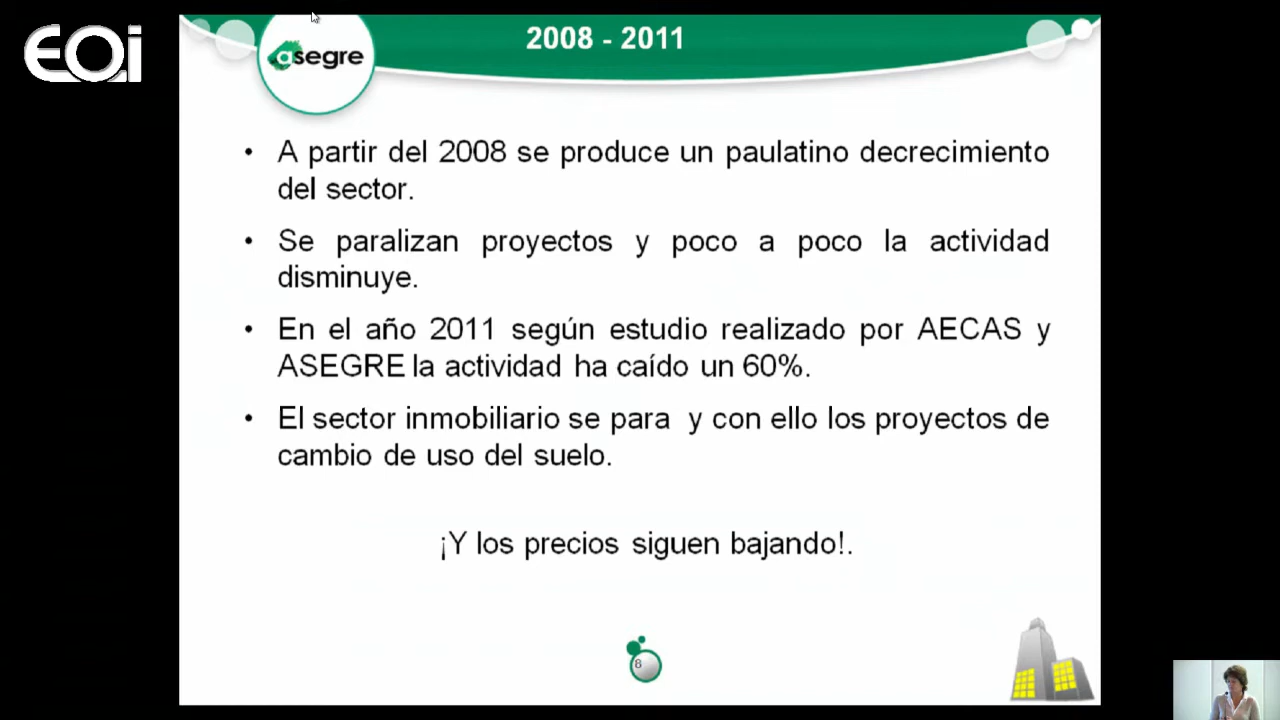 EOi
asegre
2008 - 2011
• A partir del 2008 se produce un paulatino decrecimiento
del sector.
• Se paralizan proyectos y poco a poco la actividad
disminuye.
• En el año 2011 según estudio realizado por AECAS y
ASEGRE la actividad ha caído un 60%.
• El sector inmobiliario se para y con ello los proyectos de
cambio de uso del suelo.
¡Y los precios siguen bajando!.
8